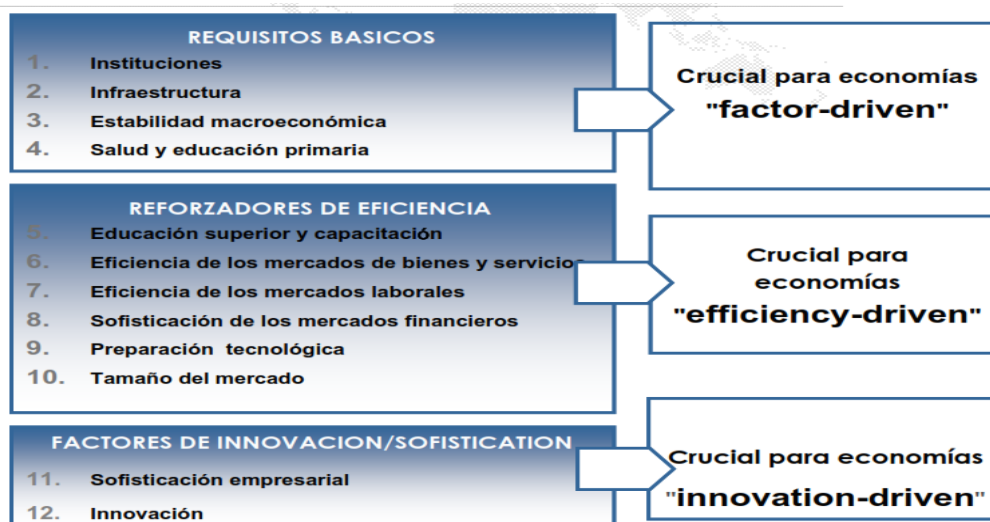 REQUISITOS BASICOS
1. Instituciones
2. Infraestructura
3. Estabilidad macroeconómica
4. Salud y educación primaria
Crucial para economías
"factor-driven"
REFORZADORES DE EFICIENCIA
5. Educación superior y capacitación
6. Eficiencia de los mercados de bienes y servicios
7. Eficiencia de los mercados laborales
8. Sofisticación de los mercados financieros
9. Preparación tecnológica
10. Tamaño del mercado
Crucial para
economías
"efficiency-driven"
FACTORES DE INNOVACION/SOFISTICATION
11. Sofisticación empresarial
12. Innovación
Crucial para economías
"innovation-driven"